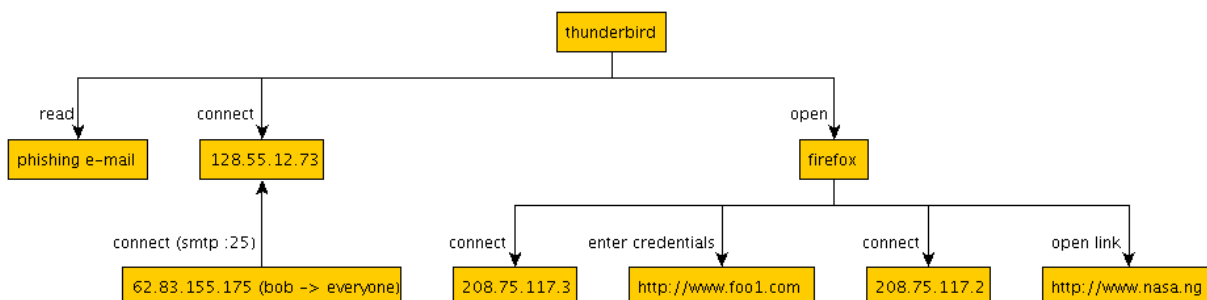 thunderbird
read
connect
open
phishing e-mail
128.55.12.73
firefox
connect (smtp :25)
connect
enter credentials
connect
open link
62.83.155.175 (bob -> everyone)
208.75.117.3
http://www.foo1.com
208.75.117.2
http://www.nasa.ng